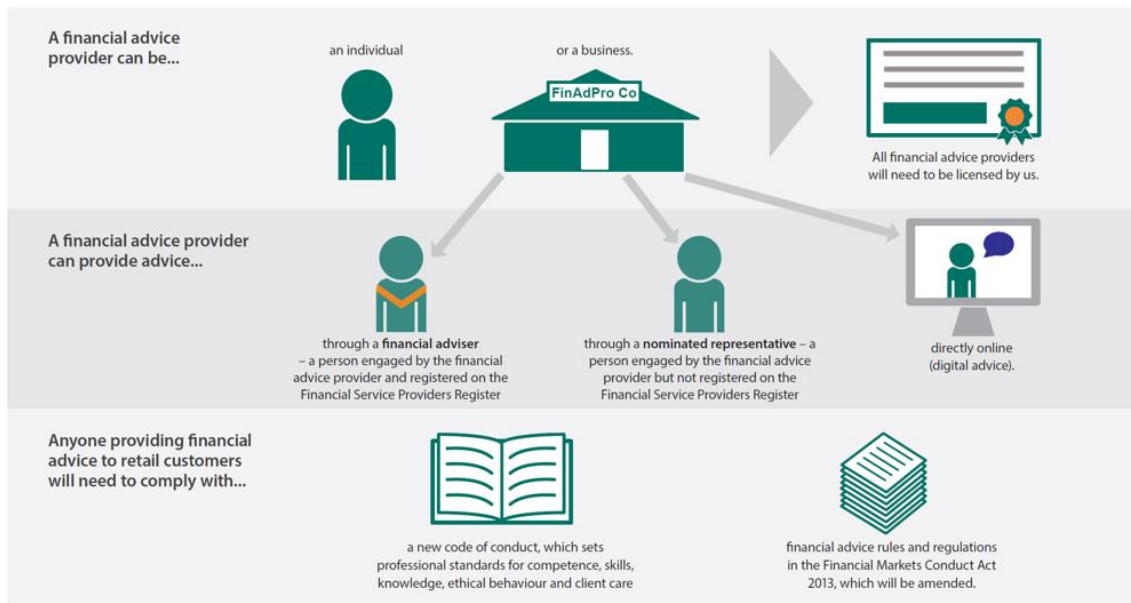 A financial advice
provider can be...
an individual
or a business.
FinAdPro Co
All financial advice providers
will need to be licensed by us.
A financial advice provider
can provide advice...
through a financial adviser
– a person engaged by the financial
advice provider and registered on the
Financial Service Providers Register
through a nominated representative – a
person engaged by the financial advice
provider but not registered on the
Financial Service Providers Register
directly online
(digital advice).
Anyone providing financial
advice to retail customers
will need to comply with...
a new code of conduct, which sets
professional standards for competence, skills,
knowledge, ethical behaviour and client care
financial advice rules and regulations
in the Financial Markets Conduct Act
2013, which will be amended.